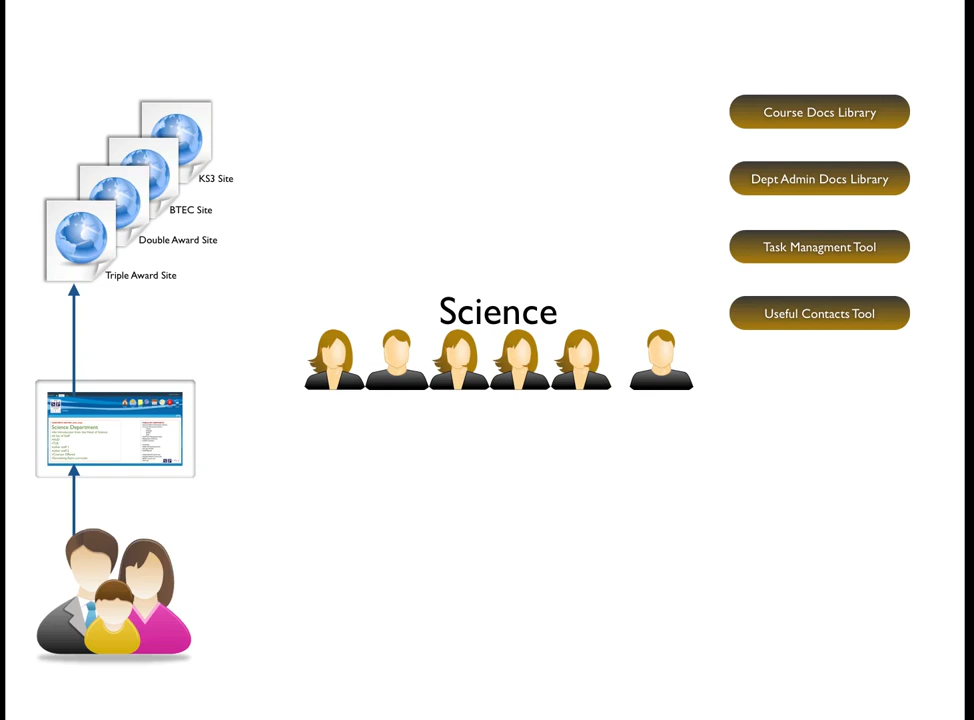 KS3 Site
BTEC Site
Double Award Site
Triple Award Site
Science
Course Docs Library
Dept Admin Docs Library
Task Managment Tool
Useful Contacts Tool
Science Department